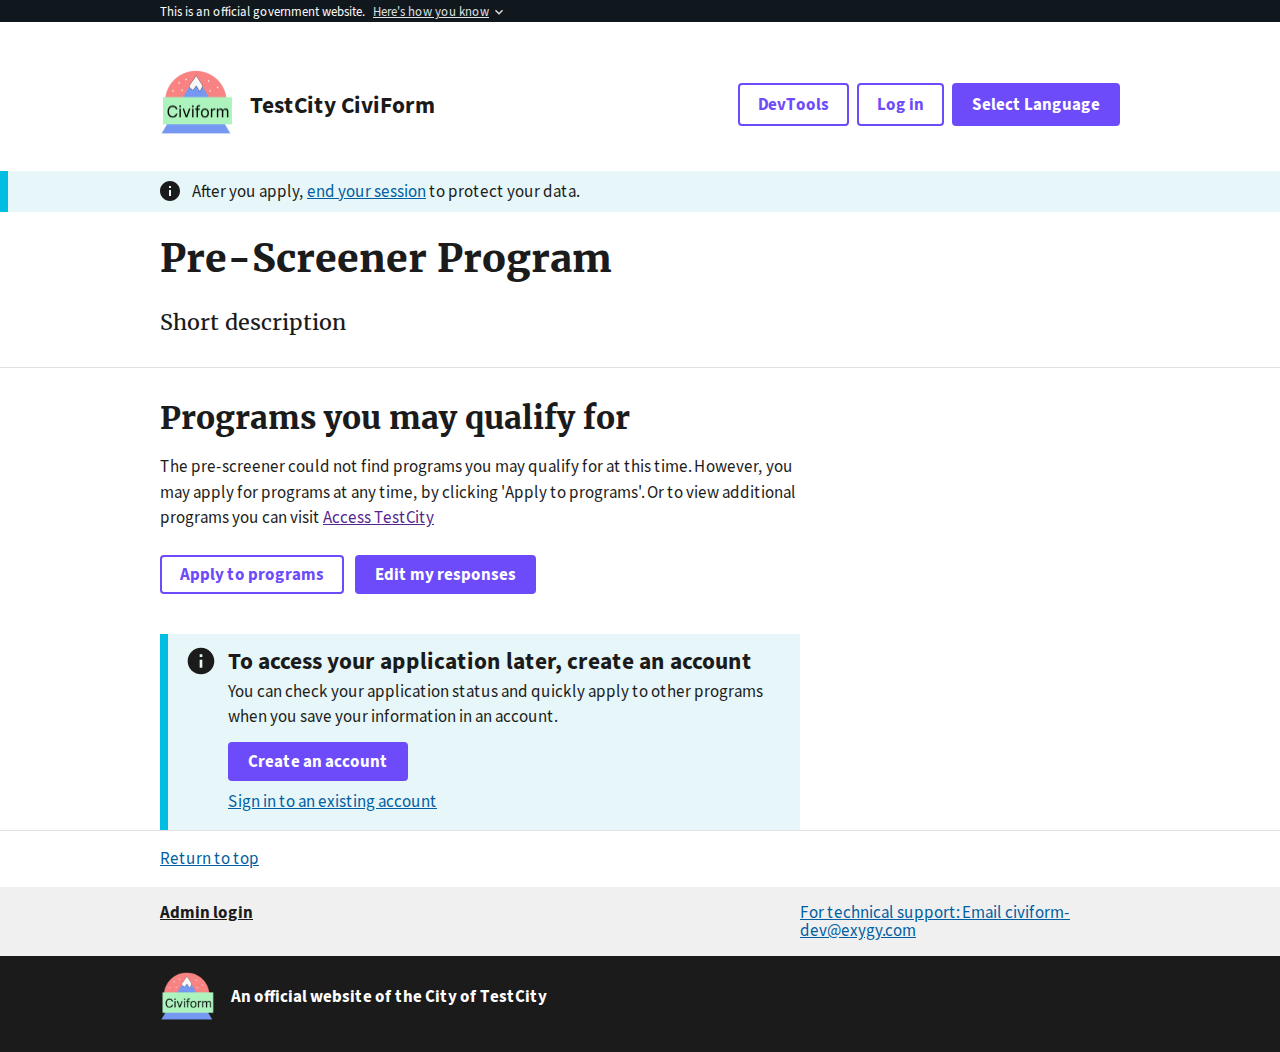 This is an official government website. Here's how you know
Civiform
TestCity CiviForm
DevTools
Log in
Select Language
After you apply, end your session to protect your data.
Pre-Screener Program
Short description
Programs you may qualify for
The pre-screener could not find programs you may qualify for at this time. However, you
may apply for programs at any time, by clicking 'Apply to programs'. Or to view additional
programs you can visit Access TestCity
Apply to programs
Edit my responses
To access your application later, create an account
You can check your application status and quickly apply to other programs
when you save your information in an account.
Create an account
Sign in to an existing account
Return to top
Admin login
For technical support: Email civiform-
dev@exygy.com
Civiform
An official website of the City of TestCity